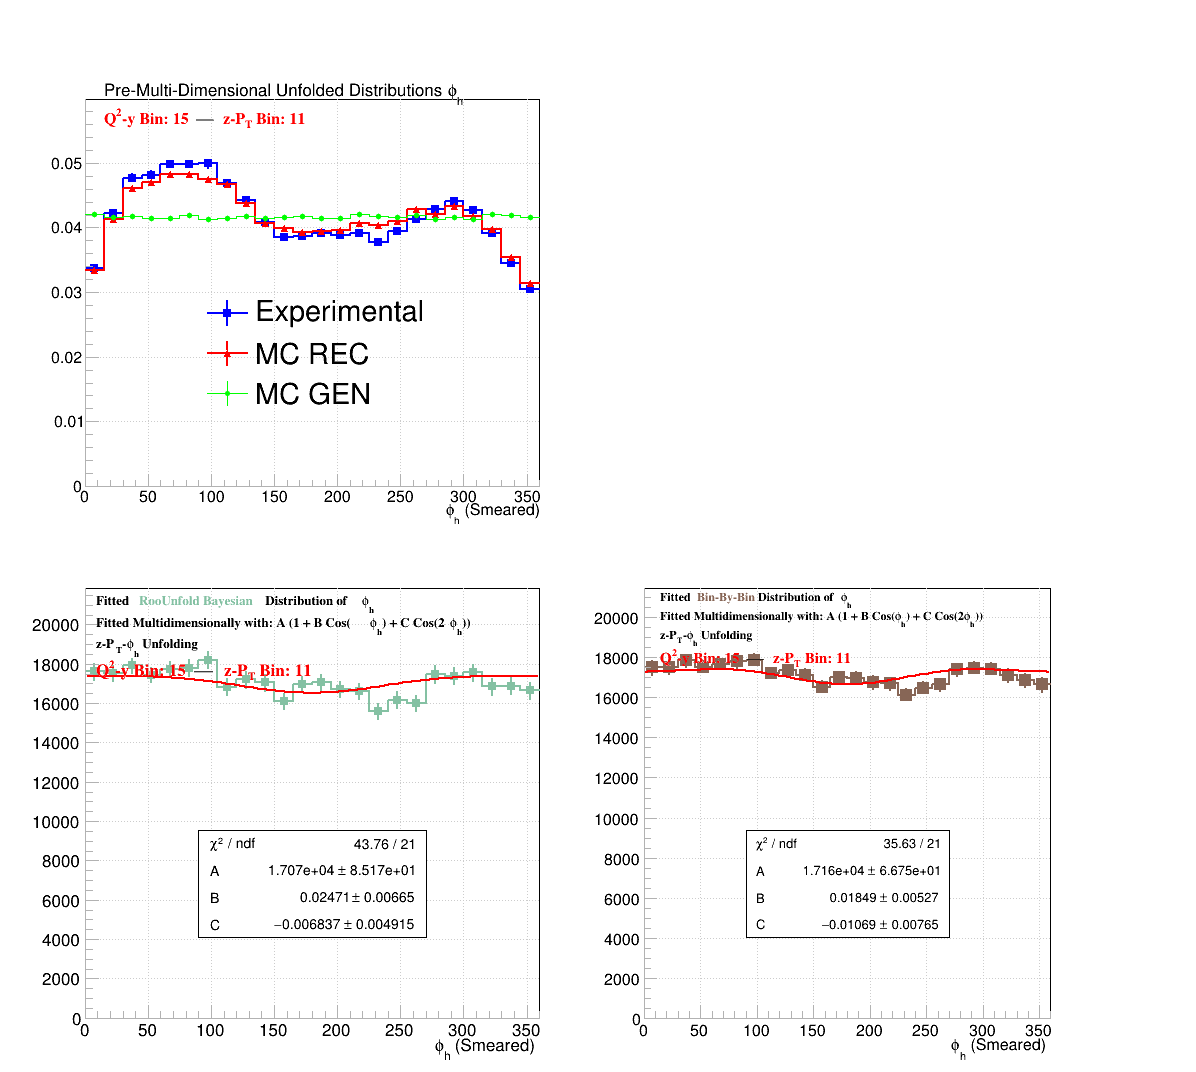 Pre-Multi-Dimensional Unfolded Distributions ϕh
Q2-y Bin: 15 — z-PT Bin: 11
0.05
0.04
0.03
0.02
0.01
0
Experimental
MC REC
MC GEN
0 50 100 150 200 250 300 350
ϕh (Smeared)
Fitted RooUnfold Bayesian Distribution of ϕh
Fitted Multidimensionally with: A (1 + B Cos( ϕh) + C Cos(2 ϕh))
z-PT-ϕh Unfolding
Q2-y Bin: 15 — z-PT Bin: 11
20000
18000
16000
14000
12000
10000
8000
6000
4000
2000
0
χ2 / ndf 43.76 / 21
A 1.707e+04 ± 8.517e+01
B 0.02471 ± 0.00665
C −0.006837 ± 0.004915
0 50 100 150 200 250 300 350
ϕh (Smeared)
Fitted Bin-By-Bin Distribution of ϕh
Fitted Multidimensionally with: A (1 + B Cos(ϕh) + C Cos(2ϕh))
z-PT-ϕh Unfolding
Q2-y Bin: 15 — z-PT Bin: 11
20000
18000
16000
14000
12000
10000
8000
6000
4000
2000
0
χ2 / ndf 35.63 / 21
A 1.716e+04 ± 6.675e+01
B 0.01849 ± 0.00527
C −0.01069 ± 0.00765
0 50 100 150 200 250 300 350
ϕh (Smeared)